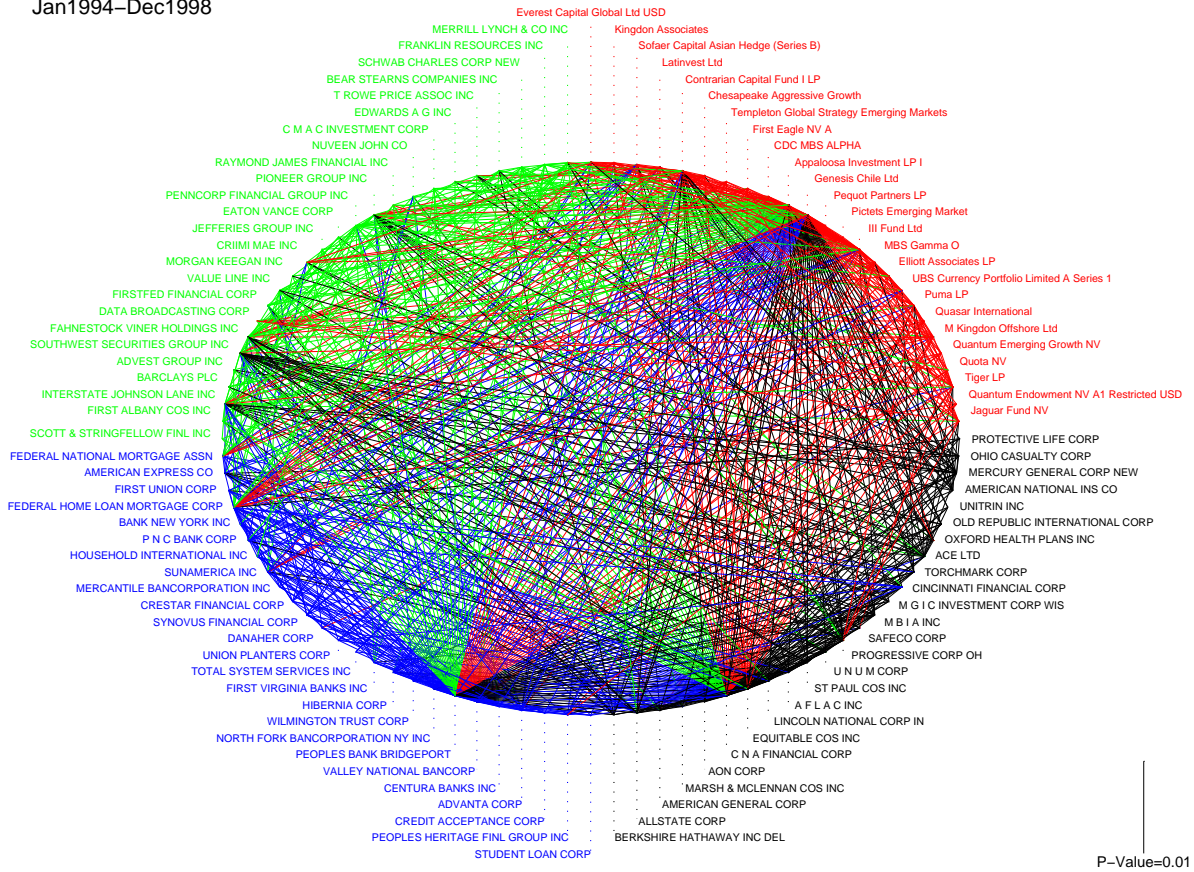 Jan1994−Dec1998
Everest Capital Global Ltd USD
Kingdon Associates
Sofaer Capital Asian Hedge (Series B)
Latinvest Ltd
Contrarian Capital Fund I LP
Chesapeake Aggressive Growth
Templeton Global Strategy Emerging Markets
First Eagle NV A
CDC MBS ALPHA
Appaloosa Investment LP I
Genesis Chile Ltd
Pequot Partners LP
Pictets Emerging Market
III Fund Ltd
MBS Gamma O
Elliott Associates LP
UBS Currency Portfolio Limited A Series 1
Puma LP
Quasar International
M Kingdon Offshore Ltd
Quantum Emerging Growth NV
Quota NV
Tiger LP
Quantum Endowment NV A1 Restricted USD
Jaguar Fund NV
PROTECTIVE LIFE CORP
OHIO CASUALTY CORP
MERCURY GENERAL CORP NEW
AMERICAN NATIONAL INS CO
UNITRIN INC
OLD REPUBLIC INTERNATIONAL CORP
OXFORD HEALTH PLANS INC
ACE LTD
TORCHMARK CORP
CINCINNATI FINANCIAL CORP
M G I C INVESTMENT CORP WIS
M B I A INC
SAFECO CORP
PROGRESSIVE CORP OH
U N U M CORP
ST PAUL COS INC
A F L A C INC
LINCOLN NATIONAL CORP IN
EQUITABLE COS INC
C N A FINANCIAL CORP
AON CORP
MARSH & MCLENNAN COS INC
AMERICAN GENERAL CORP
ALLSTATE CORP
BERKSHIRE HATHAWAY INC DEL
MERRILL LYNCH & CO INC
FRANKLIN RESOURCES INC
SCHWAB CHARLES CORP NEW
BEAR STEARNS COMPANIES INC
T ROWE PRICE ASSOC INC
EDWARDS A G INC
C M A C INVESTMENT CORP
NUVEEN JOHN CO
RAYMOND JAMES FINANCIAL INC
PIONEER GROUP INC
PENNCORP FINANCIAL GROUP INC
EATON VANCE CORP
JEFFERIES GROUP INC
CRIIMI MAE INC
MORGAN KEEGAN INC
VALUE LINE INC
FIRSTFED FINANCIAL CORP
DATA BROADCASTING CORP
FAHNESTOCK VINER HOLDINGS INC
SOUTHWEST SECURITIES GROUP INC
ADVEST GROUP INC
BARCLAYS PLC
INTERSTATE JOHNSON LANE INC
FIRST ALBANY COS INC
SCOTT & STRINGFELLOW FINL INC
FEDERAL NATIONAL MORTGAGE ASSN
AMERICAN EXPRESS CO
FIRST UNION CORP
FEDERAL HOME LOAN MORTGAGE CORP
BANK NEW YORK INC
P N C BANK CORP
HOUSEHOLD INTERNATIONAL INC
SUNAMERICA INC
MERCANTILE BANCORPORATION INC
CRESTAR FINANCIAL CORP
SYNOVUS FINANCIAL CORP
DANAHER CORP
UNION PLANTERS CORP
TOTAL SYSTEM SERVICES INC
FIRST VIRGINIA BANKS INC
HIBERNIA CORP
WILMINGTON TRUST CORP
NORTH FORK BANCORPORATION NY INC
PEOPLES BANK BRIDGEPORT
VALLEY NATIONAL BANCORP
CENTURA BANKS INC
ADVANTA CORP
CREDIT ACCEPTANCE CORP
PEOPLES HERITAGE FINL GROUP INC
STUDENT LOAN CORP
P−Value=0.01